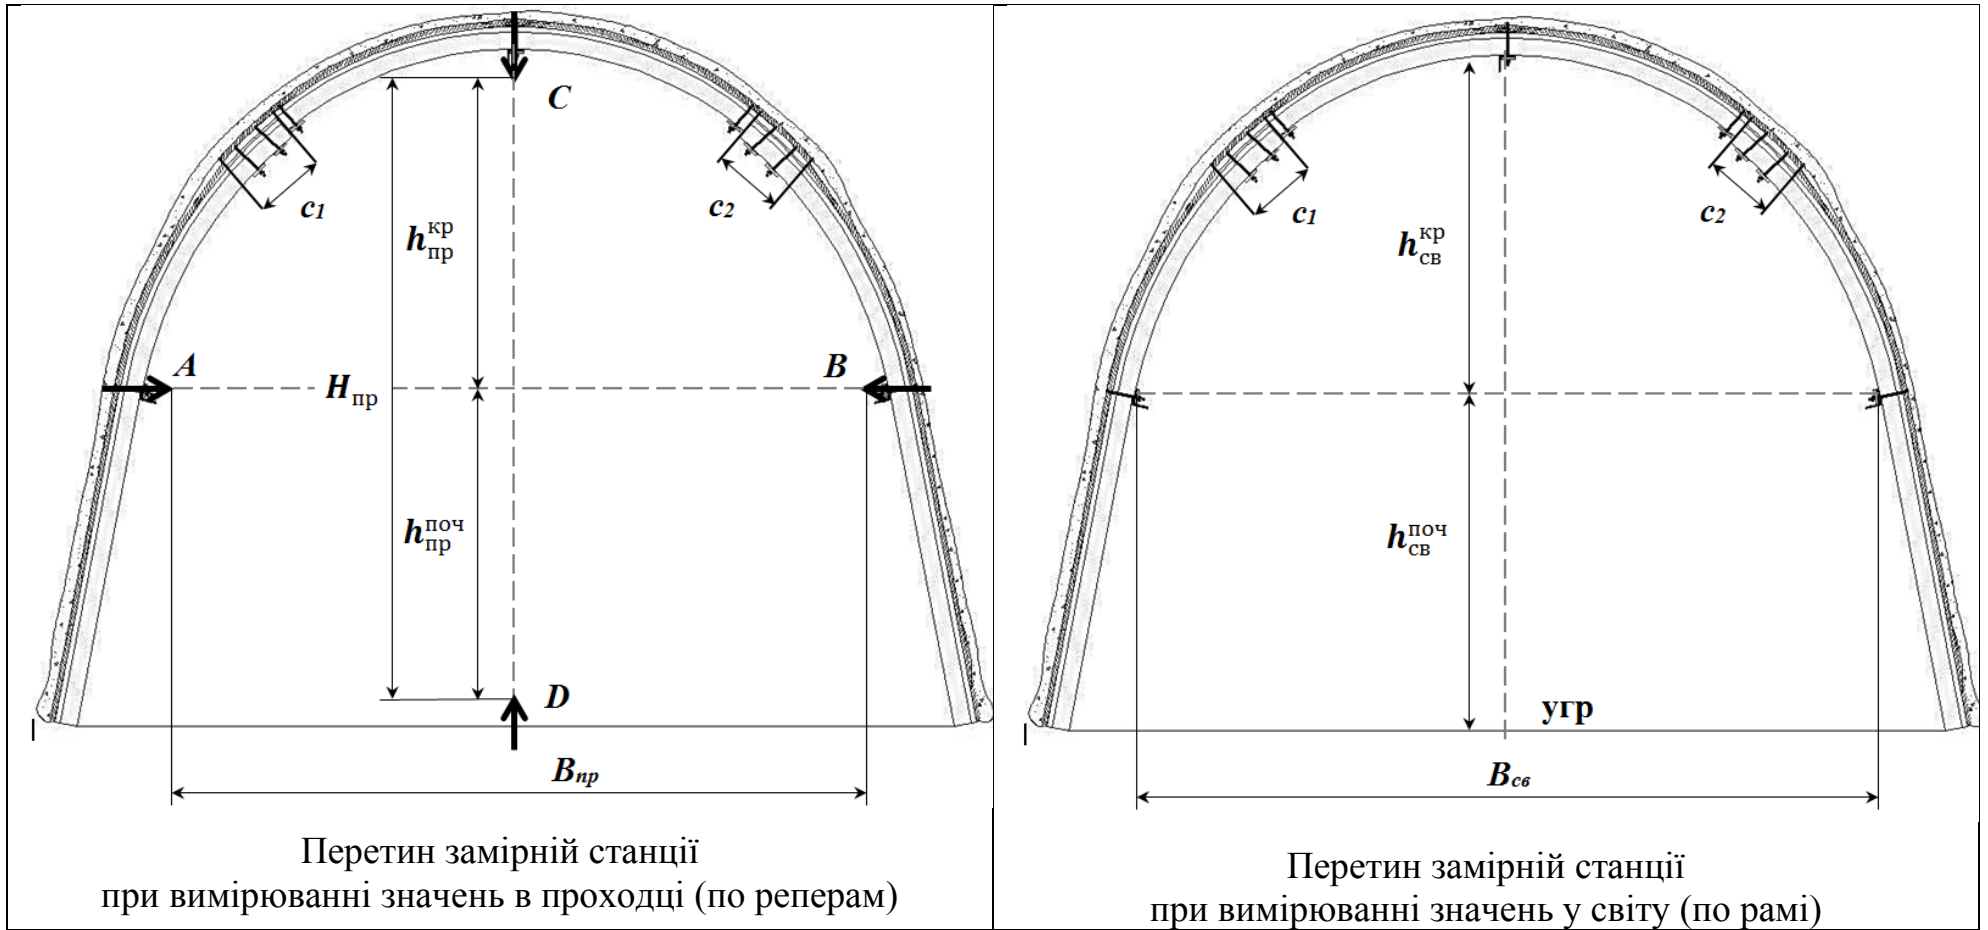 C
c1
c2
h кр пр
A
B
H пр
h поч пр
D
B пр
Перетин замірній станції
при вимірюванні значень в проходці (по реперам)
c1
c2
h кр св
h поч св
угр
B св
Перетин замірній станції
при вимірюванні значень у світу (по рамі)